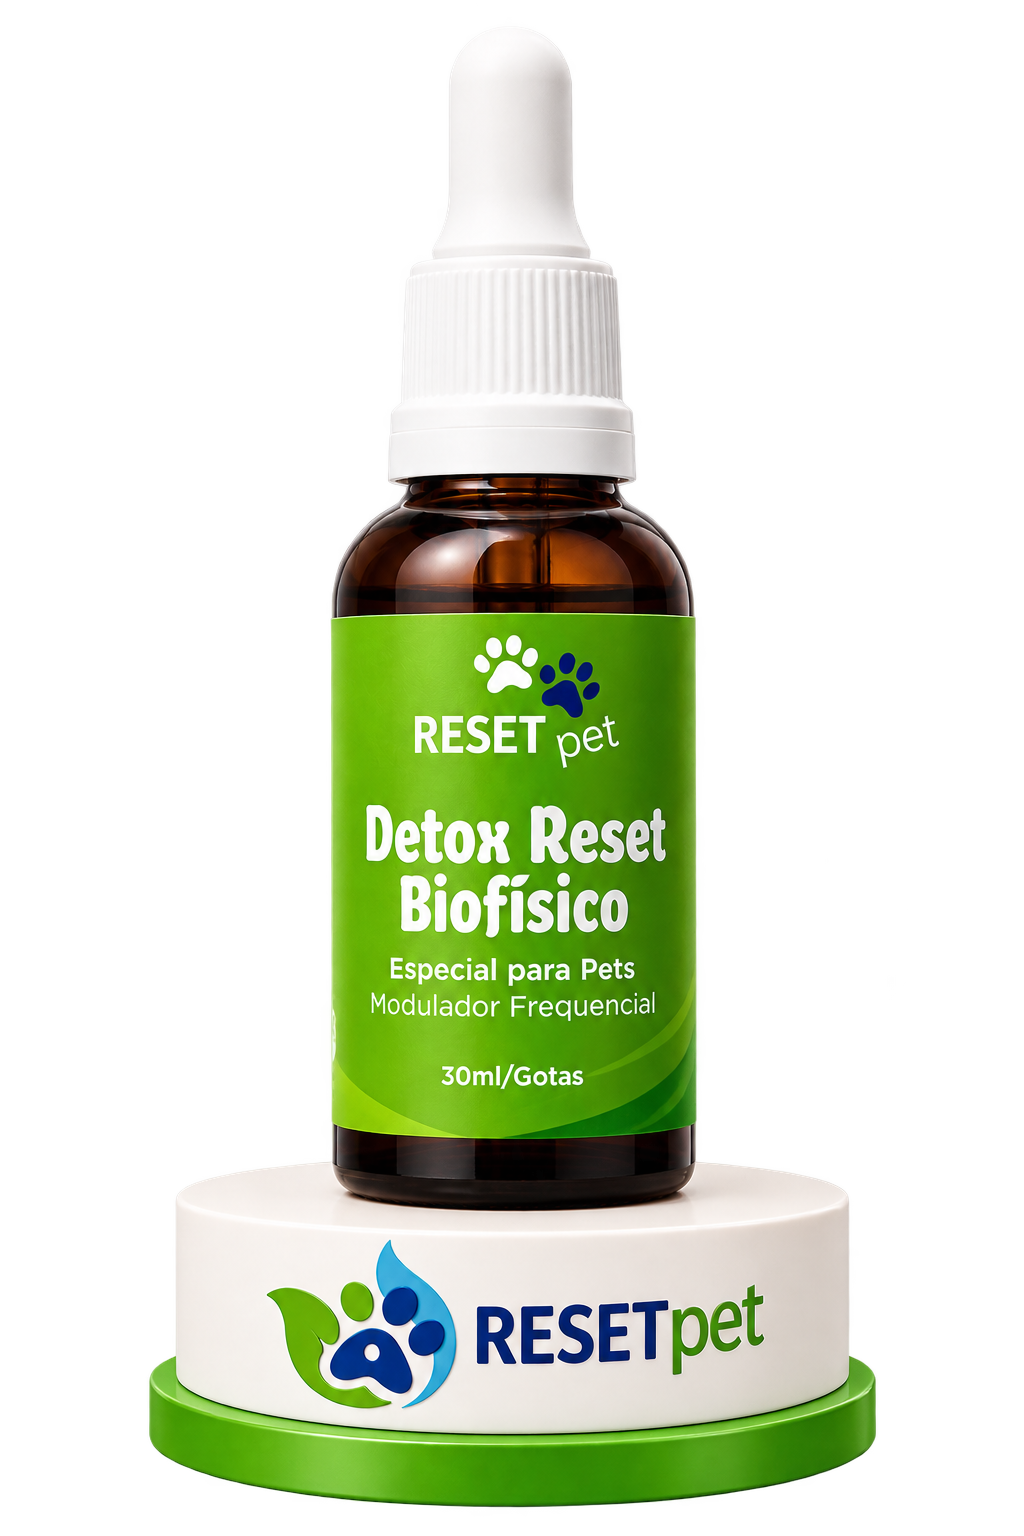 RESET pet
Detox Reset
Biofísico
Especial para Pets
Modulador Frequencial
30ml/Gotas
RESETpet